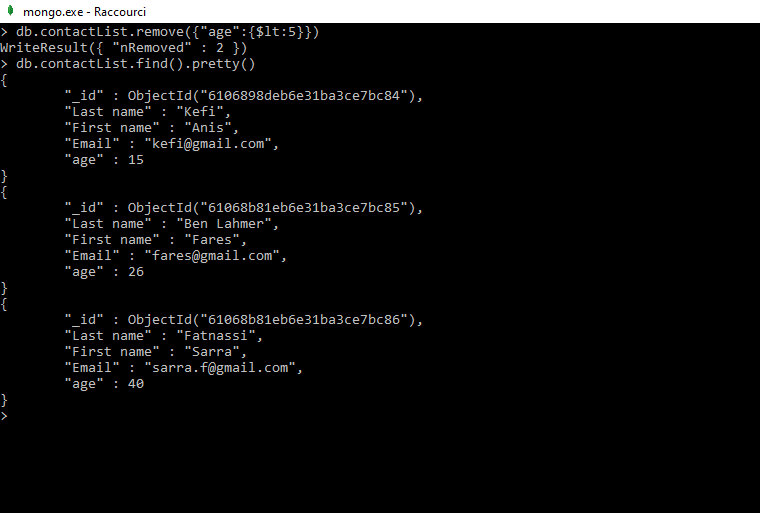 mongo.exe - Raccourci
> db.contactList.remove({"age":{$lt:5}})
WriteResult({ "nRemoved" : 2 })
> db.contactList.find().pretty()
{
        "_id" : ObjectId("6106898deb6e31ba3ce7bc84"),
        "Last name" : "Kefi",
        "First name" : "Anis",
        "Email" : "kefi@gmail.com",
        "age" : 15
}
{
        "_id" : ObjectId("61068b81eb6e31ba3ce7bc85"),
        "Last name" : "Ben Lahmer",
        "First name" : "Fares",
        "Email" : "fares@gmail.com",
        "age" : 26
}
{
        "_id" : ObjectId("61068b81eb6e31ba3ce7bc86"),
        "Last name" : "Fatnassi",
        "First name" : "Sarra",
        "Email" : "sarra.f@gmail.com",
        "age" : 40
}
>